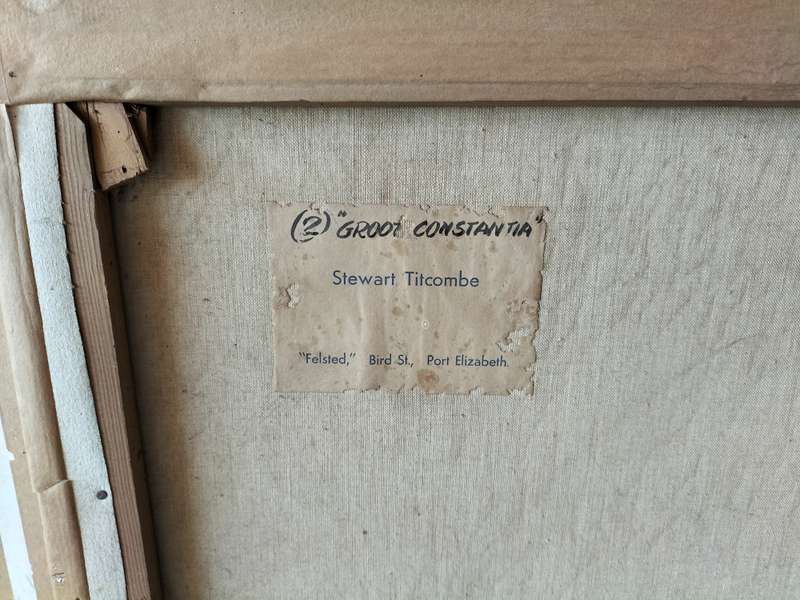 (2) "GROOT CONSTANTIA"
Stewart Titcombe
"Felsted," Bird St., Port Elizabeth.